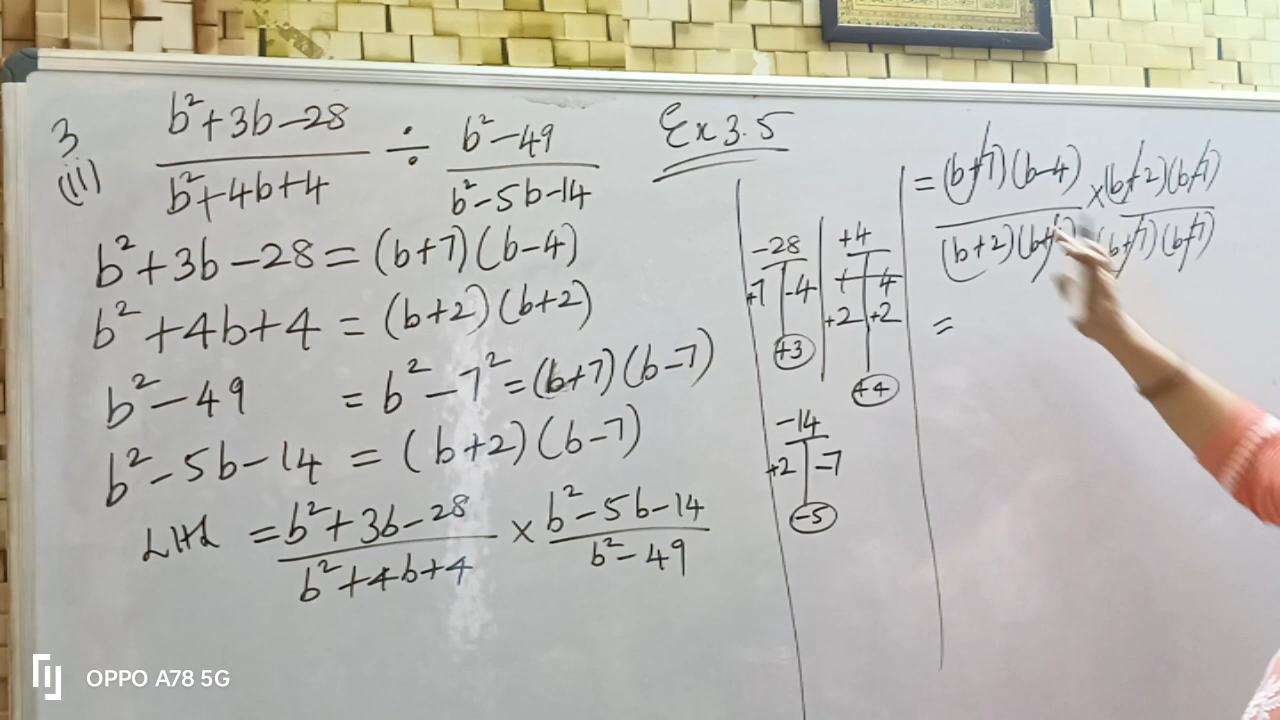 3
(ii) b²+3b-28 / b²+4b+4 ÷ b²-49 / b²-5b-14
Ex 3.5
b²+3b-28 = (b+7)(b-4)
b²+4b+4 = (b+2)(b+2)
b²-49 = b²-7² = (b+7)(b-7)
b²-5b-14 = (b+2)(b-7)
LHS = b²+3b-28 / b²+4b+4 × b²-5b-14 / b²-49
-28
+7 -4
+3
+4
1 4
+2 +2
+4
-14
+2 -7
-5
= (b+7)(b-4) / (b+2)(b+ × (b+2)(b-7) / (b+7)(b-7)
=
OPPO A78 5G